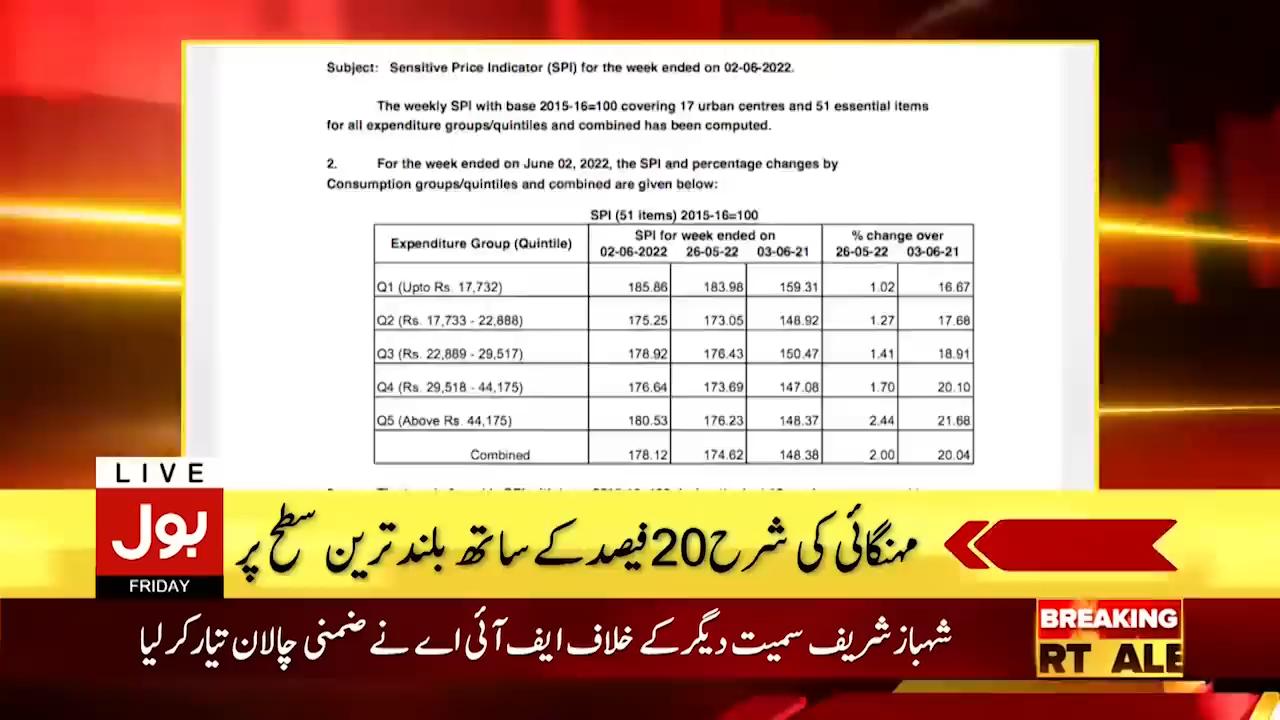 Subject: Sensitive Price Indicator (SPI) for the week ended on 02-06-2022.
The weekly SPI with base 2015-16=100 covering 17 urban centres and 51 essential items
for all expenditure groups/quintiles and combined has been computed.
2. For the week ended on June 02, 2022, the SPI and percentage changes by
Consumption groups/quintiles and combined are given below:
SPI (51 items) 2015-16=100
Expenditure Group (Quintile) SPI for week ended on % change over
02-06-2022 26-05-22 03-06-21 26-05-22 03-06-21
Q1 (Upto Rs. 17,732) 185.86 183.98 159.31 1.02 16.67
Q2 (Rs. 17,733 - 22,888) 175.25 173.05 148.92 1.27 17.68
Q3 (Rs. 22,889 - 29,517) 178.92 176.43 150.47 1.41 18.91
Q4 (Rs. 29,518 - 44,175) 176.64 173.69 147.08 1.70 20.10
Q5 (Above Rs. 44,175) 180.53 176.23 148.37 2.44 21.68
Combined 178.12 174.62 148.38 2.00 20.04
LIVE
بول
FRIDAY
مہنگائی کی شرح 20 فیصد کے ساتھ بلند ترین سطح پر
شہباز شریف سمیت دیگر کے خلاف ایف آئی اے نے ضمنی چالان تیار کر لیا
BREAKING
RT ALE